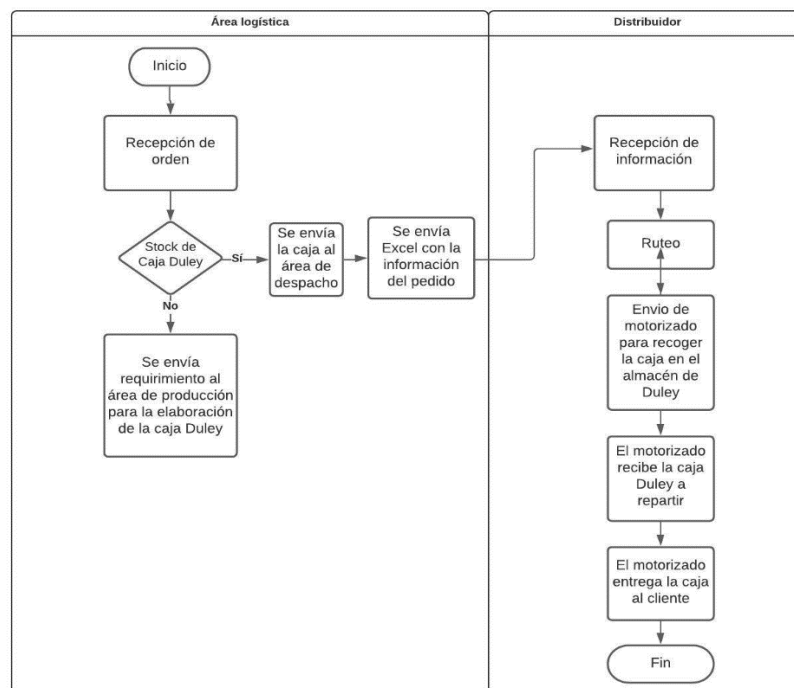 Área logística
Distribuidor
Inicio
Recepción de
orden
Stock de
Caja Duley
Sí
No
Se envía
la caja al
área de
despacho
Se envía
Excel con la
información
del pedido
Se envía
requirimiento al
área de producción
para la elaboración
de la caja Duley
Recepción de
información
Ruteo
Envio de
motorizado
para recoger
la caja en el
almacén de
Duley
El motorizado
recibe la caja
Duley a
repartir
El motorizado
entrega la caja
al cliente
Fin